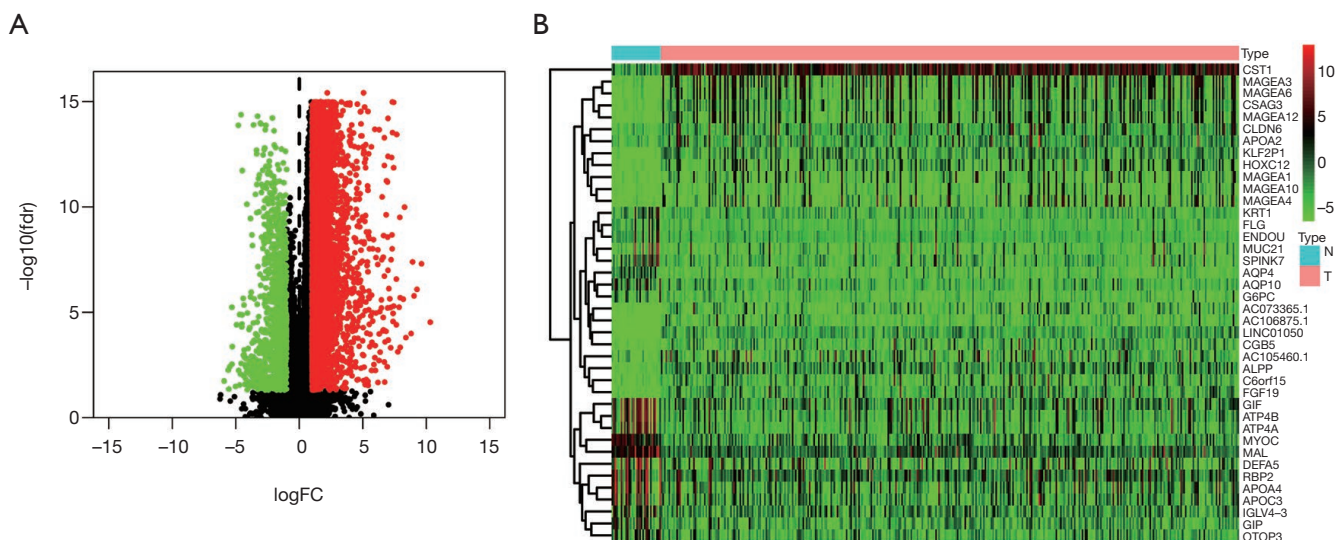 A
B
15
10
5
0
−15
−10
−5
0
5
10
15
−log10(fdr)
logFC
Type
CST1
MAGEA3
MAGEA6
CSAG3
MAGEA12
CLDN6
APOA2
KLF2P1
HOXC12
MAGEA1
MAGEA10
MAGEA4
KRT1
FLG
ENDOU
MUC21
SPINK7
AQP4
AQP10
G6PC
AC073365.1
AC106875.1
LINC01050
CGB5
AC105460.1
ALPP
C6orf15
FGF19
GIF
ATP4B
ATP4A
MYOC
MAL
DEFA5
RBP2
APOA4
APOC3
IGLV4−3
GIP
OTOP3
10
5
0
−5
Type
N
T